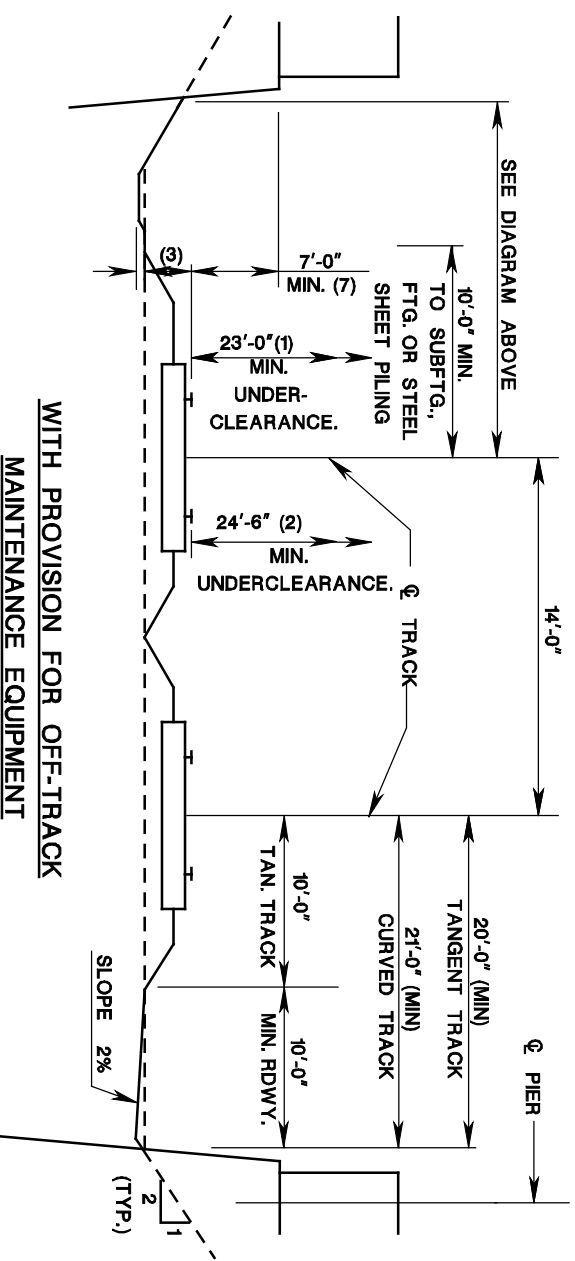 SEE DIAGRAM ABOVE
10'-0" MIN.
TO SUBFTG.,
FTG. OR STEEL
SHEET PILING
14'-0"
℄ TRACK
20'-0" (MIN)
TANGENT TRACK
21'-0" (MIN)
CURVED TRACK
℄ PIER
(3)
7'-0"
MIN. (7)
23'-0"(1)
MIN.
UNDER-
CLEARANCE.
24'-6" (2)
MIN.
UNDERCLEARANCE.
10'-0"
TAN. TRACK
10'-0"
MIN. RDWY.
SLOPE 2%
1
2
(TYP.)
WITH PROVISION FOR OFF-TRACK
MAINTENANCE EQUIPMENT